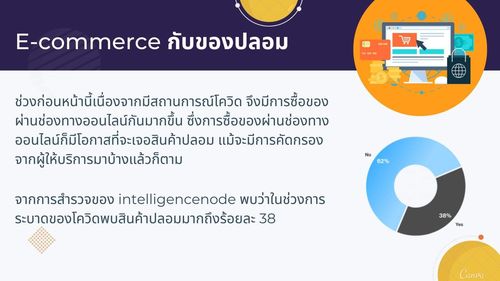 E-commerce กับของปลอม
ช่วงก่อนหน้านี้เนื่องจากมีสถานการณ์โควิด จึงมีการซื้อของ
ผ่านช่องทางออนไลน์กันมากขึ้น ซึ่งการซื้อของผ่านช่องทาง
ออนไลน์ก็มีโอกาสที่จะเจอสินค้าปลอม แม้จะมีการคัดกรอง
จากผู้ให้บริการมาบ้างแล้วก็ตาม
จากการสำรวจของ intelligencenode พบว่าในช่วงการ
ระบาดของโควิดพบสินค้าปลอมมากถึงร้อยละ 38
No
62%
38%
Yes
Canva